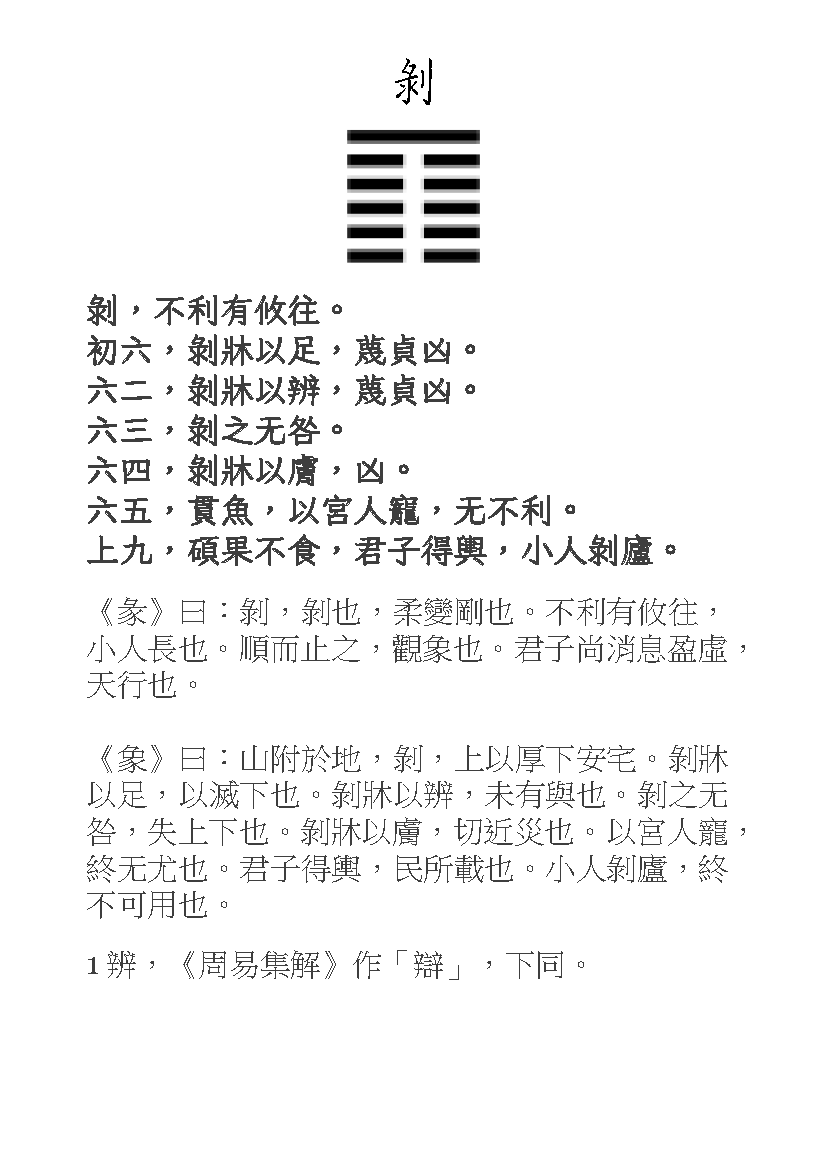 剝
剝，不利有攸往。
初六，剝牀以足，蔑貞凶。
六二，剝牀以辨，蔑貞凶。
六三，剝之无咎。
六四，剝牀以膚，凶。
六五，貫魚，以宮人寵，无不利。
上九，碩果不食，君子得輿，小人剝廬。
《彖》曰：剝，剝也，柔變剛也。不利有攸往，
小人長也。順而止之，觀象也。君子尚消息盈虛，
天行也。
《象》曰：山附於地，剝，上以厚下安宅。剝牀
以足，以滅下也。剝牀以辨，未有與也。剝之无
咎，失上下也。剝牀以膚，切近災也。以宮人寵，
終无尤也。君子得輿，民所載也。小人剝廬，終
不可用也。
1 辨，《周易集解》作「辯」，下同。